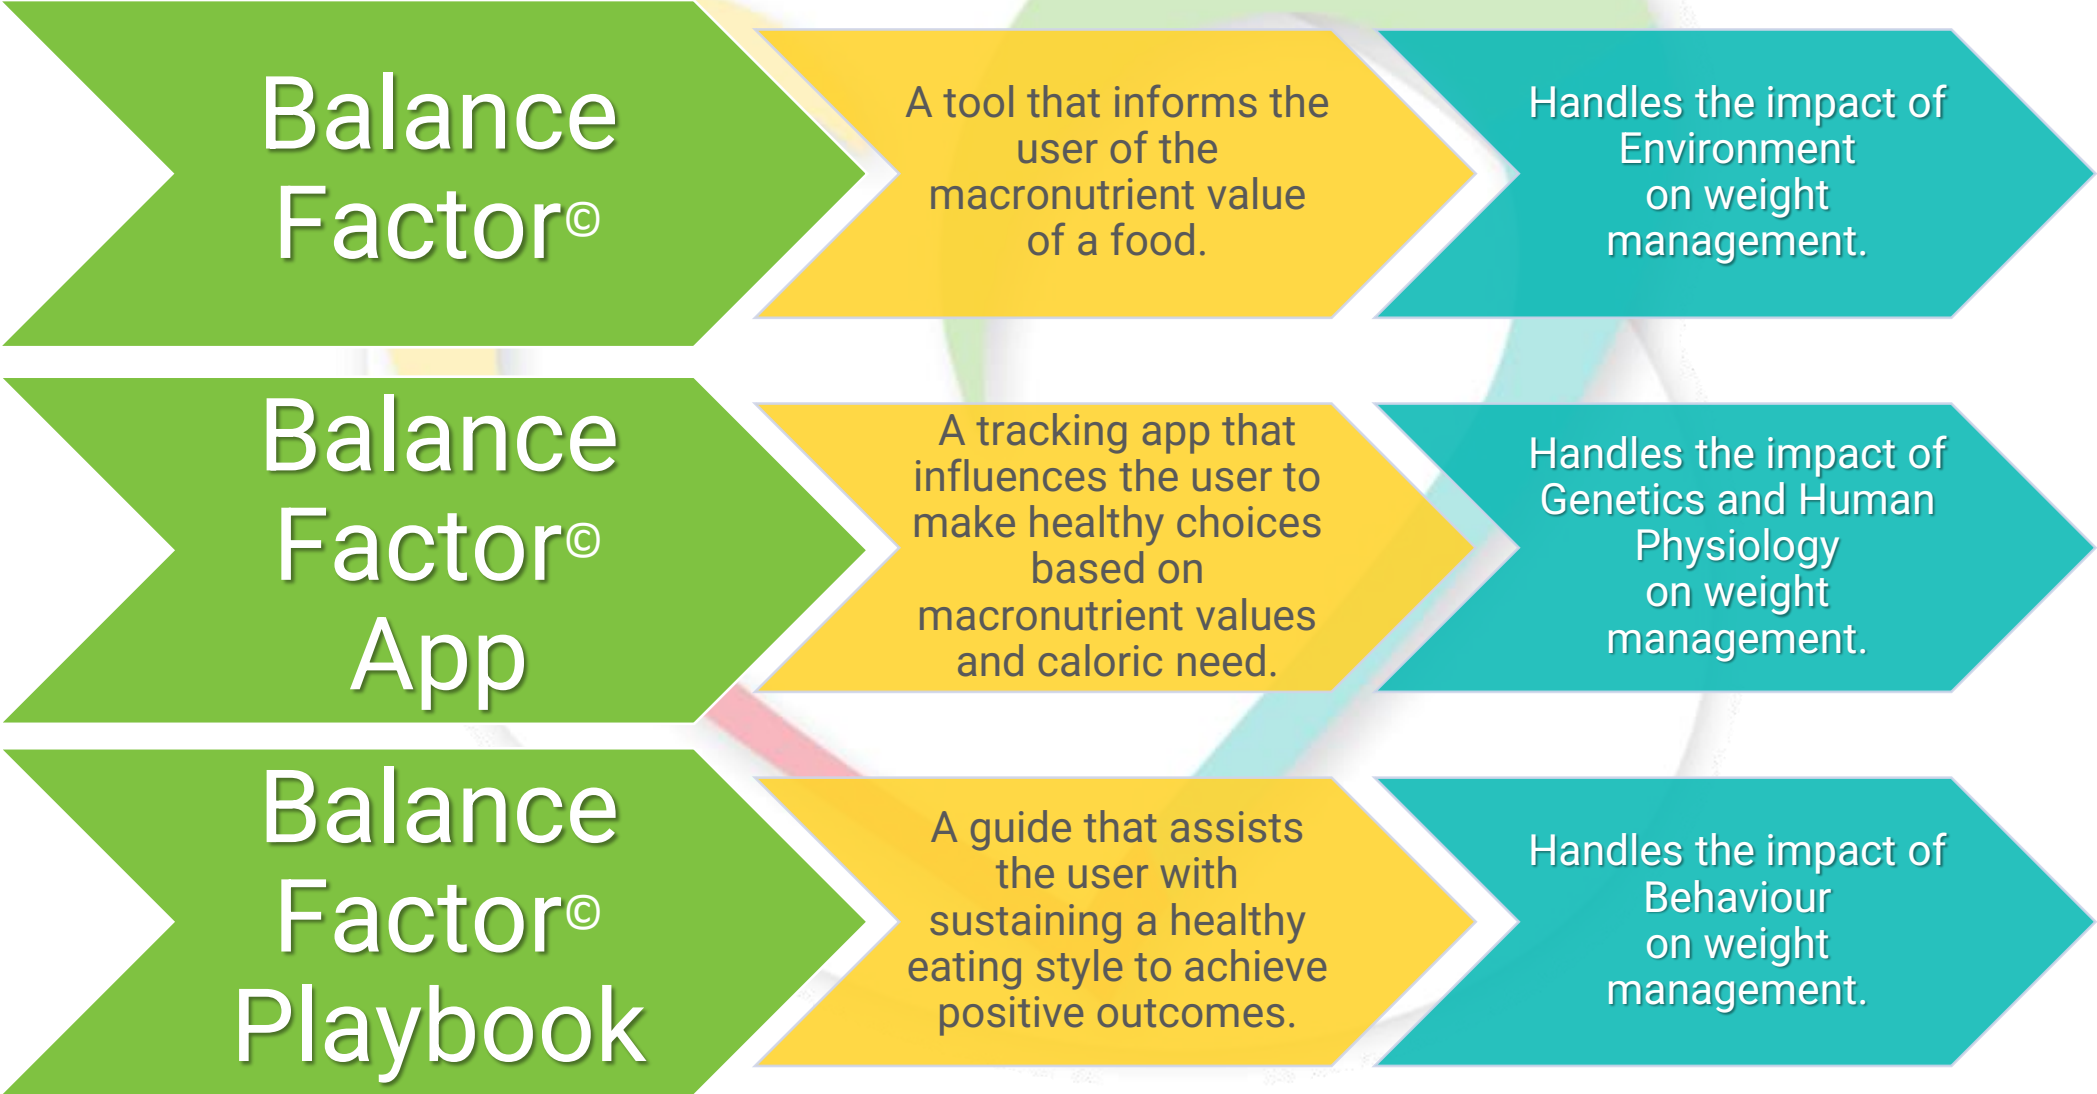 Balance
Factor©
A tool that informs the
user of the
macronutrient value
of a food.
Handles the impact of
Environment
on weight
management.
Balance
Factor©
App
A tracking app that
influences the user to
make healthy choices
based on
macronutrient values
and caloric need.
Handles the impact of
Genetics and Human
Physiology
on weight
management.
Balance
Factor©
Playbook
A guide that assists
the user with
sustaining a healthy
eating style to achieve
positive outcomes.
Handles the impact of
Behaviour
on weight
management.